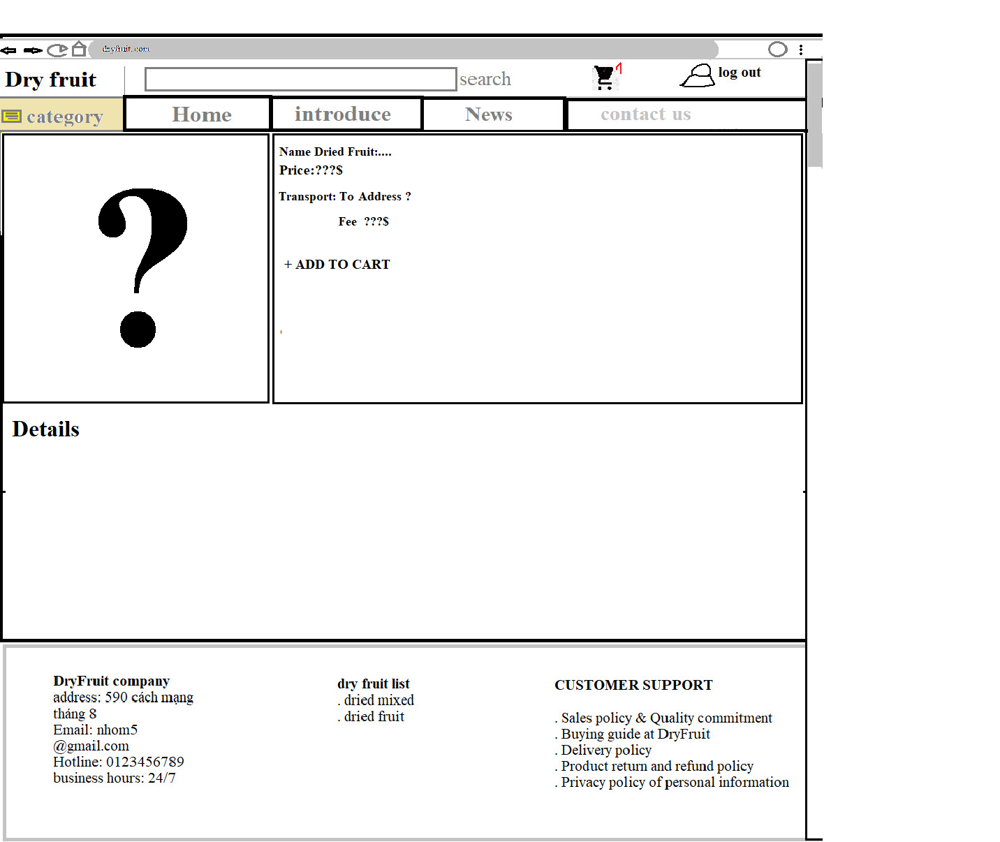 dryfruit.com
Dry fruit
search
1
log out
category
Home
introduce
News
contact us
?
Name Dried Fruit:....
Price:???$
Transport: To Address ?
Fee ???$
+ ADD TO CART
Details
DryFruit company
address: 590 cách mạng
tháng 8
Email: nhom5
@gmail.com
Hotline: 0123456789
business hours: 24/7
dry fruit list
. dried mixed
. dried fruit
CUSTOMER SUPPORT
. Sales policy & Quality commitment
. Buying guide at DryFruit
. Delivery policy
. Product return and refund policy
. Privacy policy of personal information